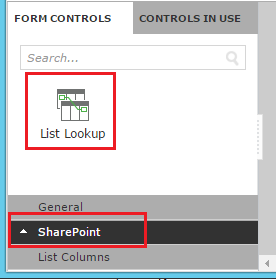 FORM CONTROLS CONTROLS IN USE
Search...
List Lookup
General
SharePoint
List Columns